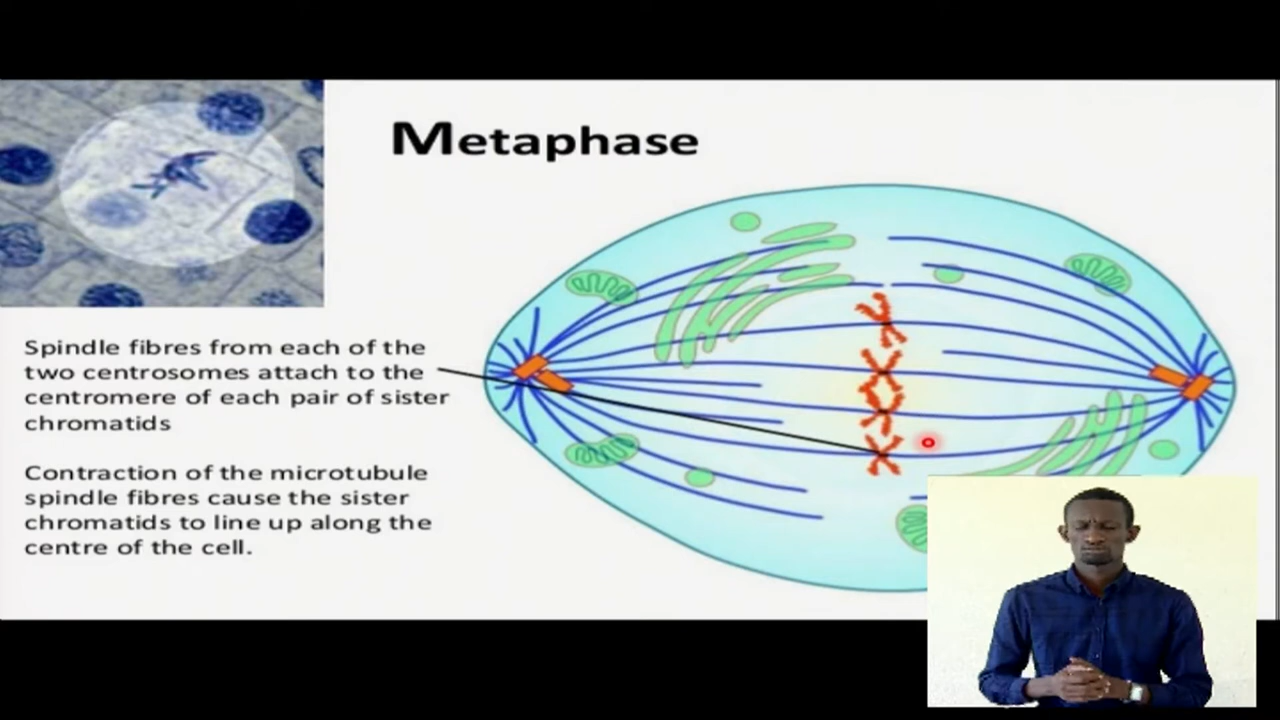 Metaphase
Spindle fibres from each of the
two centrosomes attach to the
centromere of each pair of sister
chromatids
Contraction of the microtubule
spindle fibres cause the sister
chromatids to line up along the
centre of the cell.